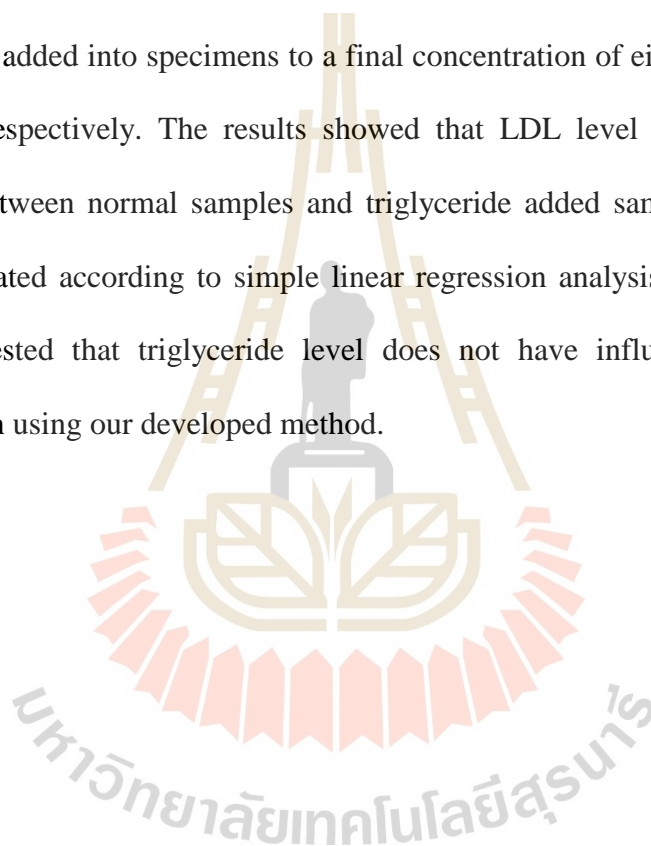 added into specimens to a final concentration of ei
espectively. The results showed that LDL level
tween normal samples and triglyceride added sam
ated according to simple linear regression analysis
ested that triglyceride level does not have influ
n using our developed method.
มหาวิทยาลัยเทคโนโลยีสุรนารี